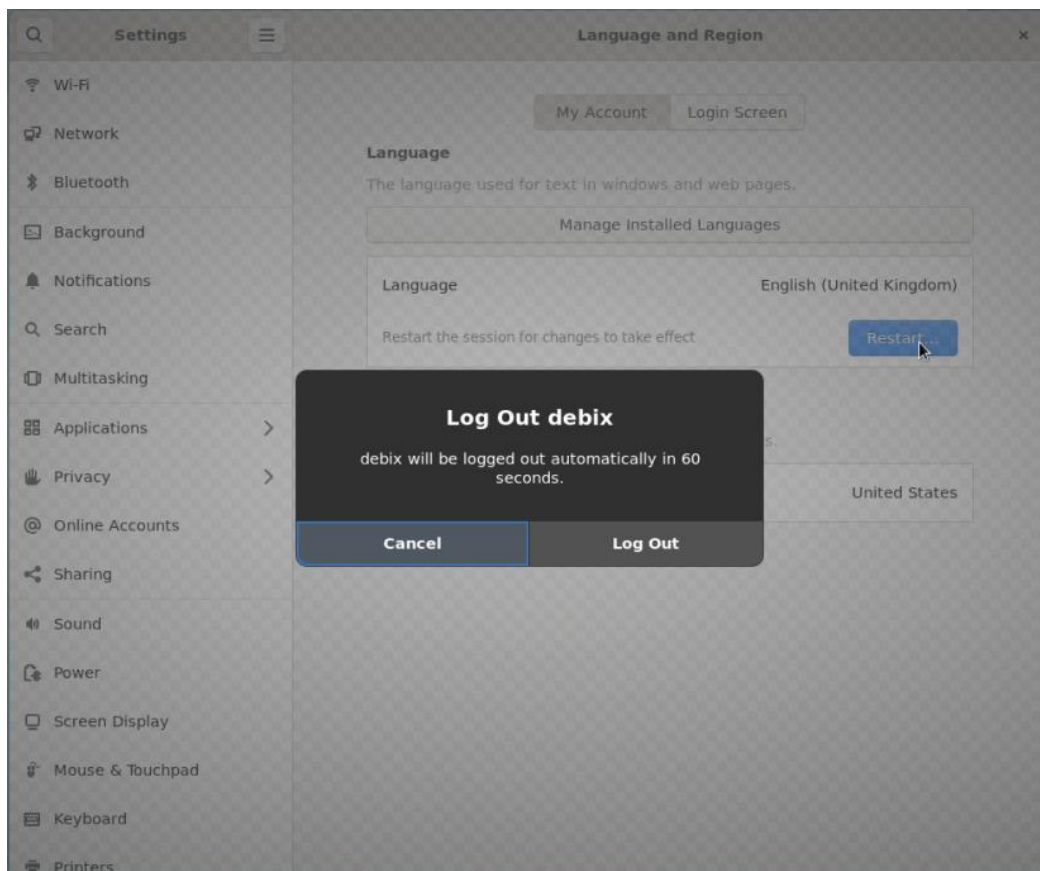 Settings
Language and Region
Wi-Fi
Network
Bluetooth
Background
Notifications
Search
Multitasking
Applications
Privacy
Online Accounts
Sharing
Sound
Power
Screen Display
Mouse & Touchpad
Keyboard
Printers
My Account
Login Screen
Language
The language used for text in windows and web pages.
Manage Installed Languages
Language
English (United Kingdom)
Restart the session for changes to take effect
Restart...
s.
United States
Log Out debix
debix will be logged out automatically in 60
seconds.
Cancel
Log Out